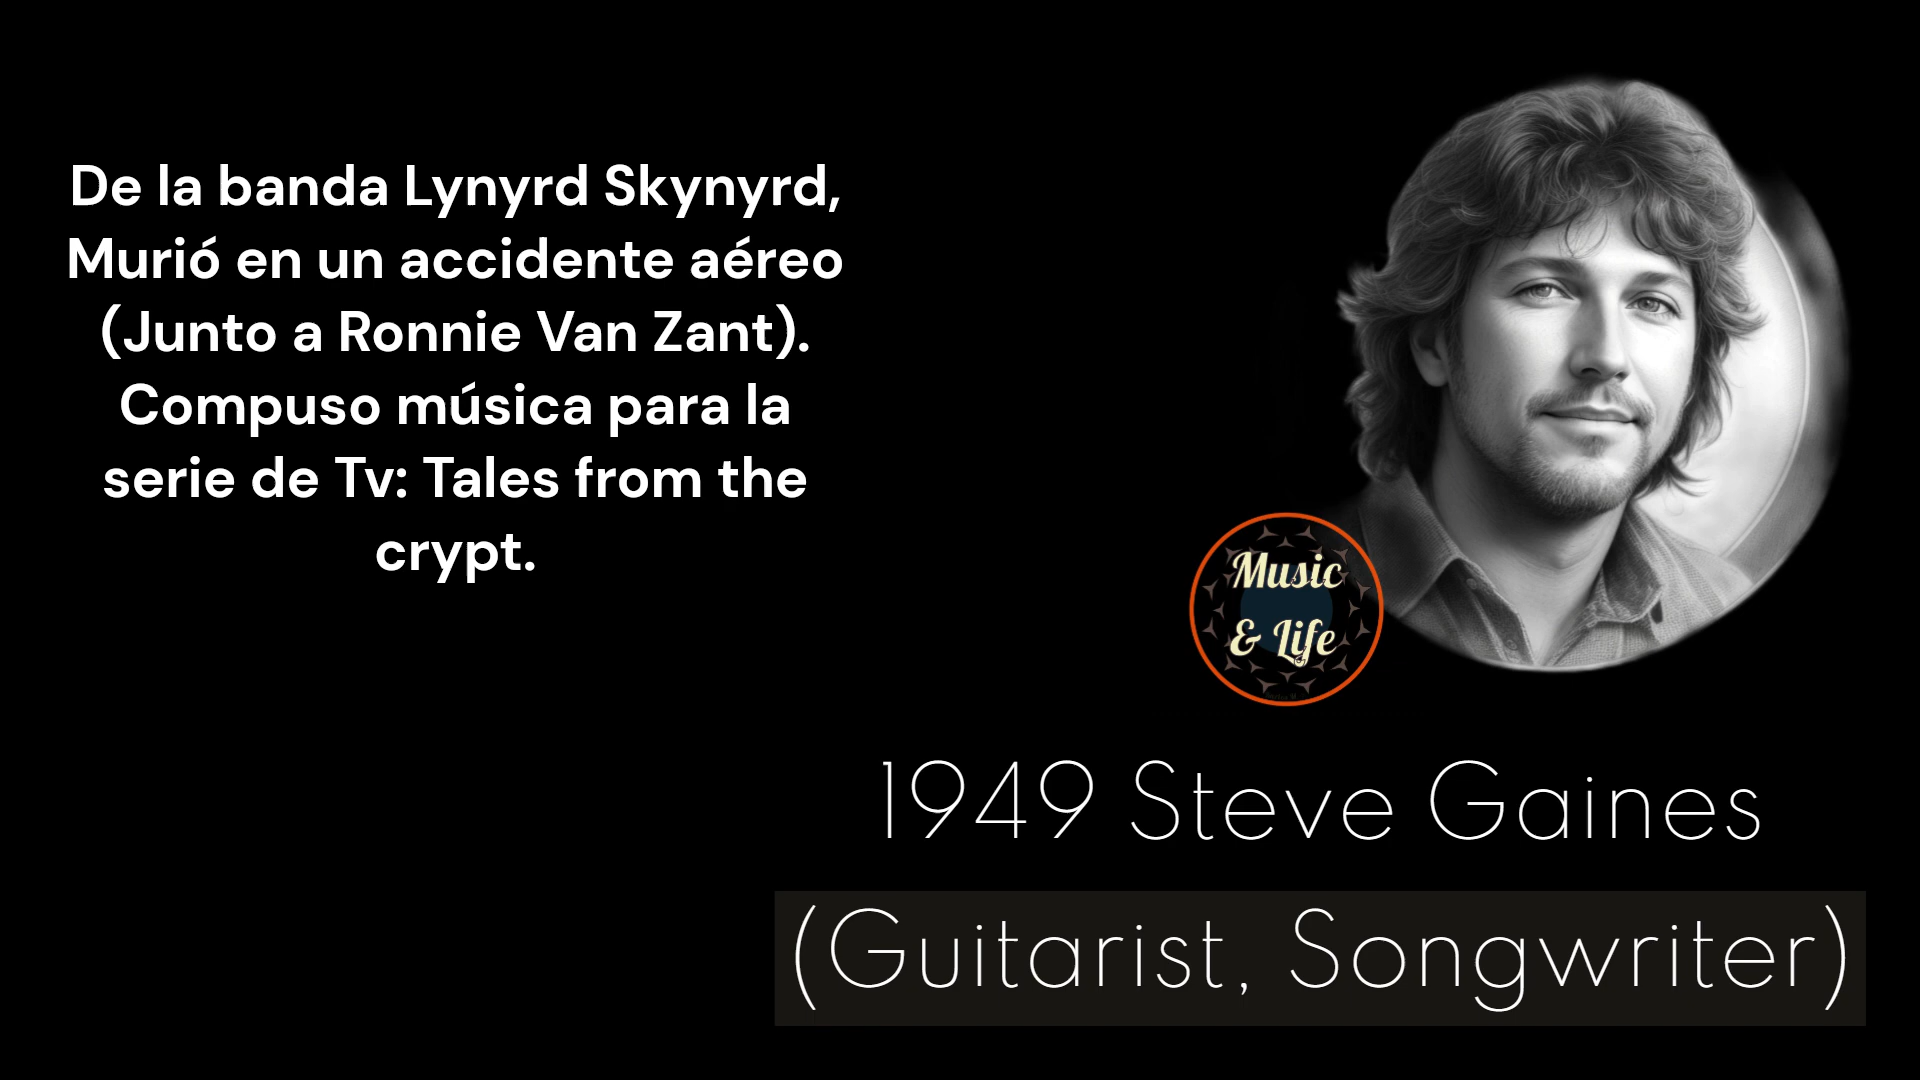 De la banda Lynyrd Skynyrd,
Murió en un accidente aéreo
(Junto a Ronnie Van Zant).
Compuso música para la
serie de Tv: Tales from the
crypt.
Music
& Life
1949 Steve Gaines
(Guitarist, Songwriter)